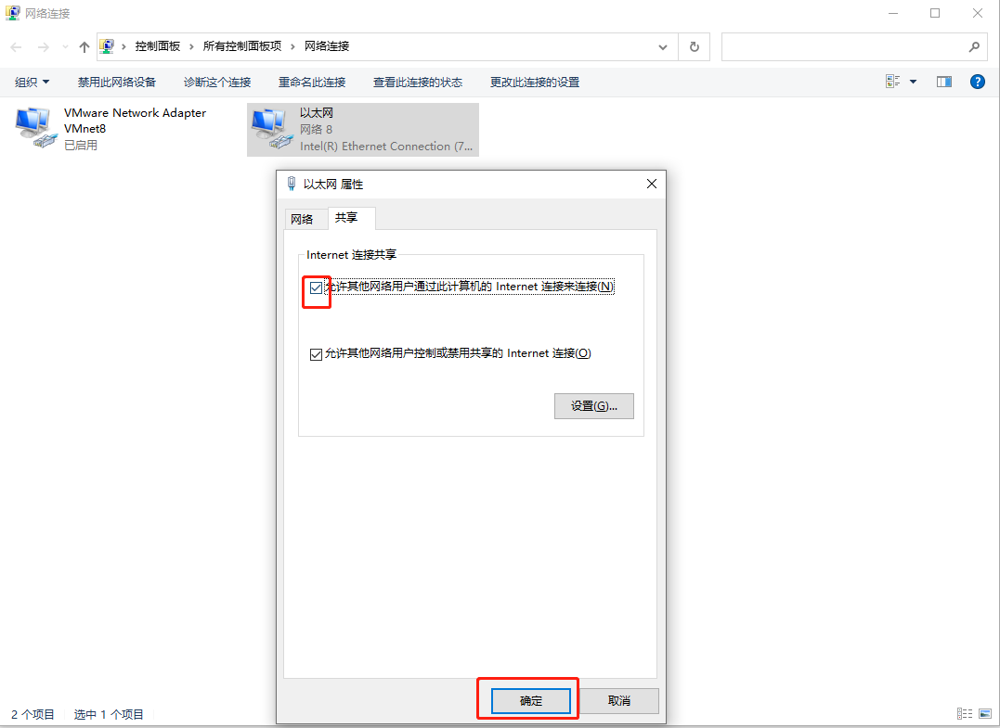 网络连接
控制面板 › 所有控制面板项 › 网络连接
组织 禁用此网络设备 诊断这个连接 重命名此连接 查看此连接的状态 更改此连接的设置
VMware Network Adapter
VMnet8
已启用
以太网
网络 8
Intel(R) Ethernet Connection (7...
以太网 属性
网络 共享
Internet 连接共享
允许其他网络用户通过此计算机的 Internet 连接来连接(N)
允许其他网络用户控制或禁用共享的 Internet 连接(O)
设置(G)...
确定 取消
2 个项目 选中 1 个项目